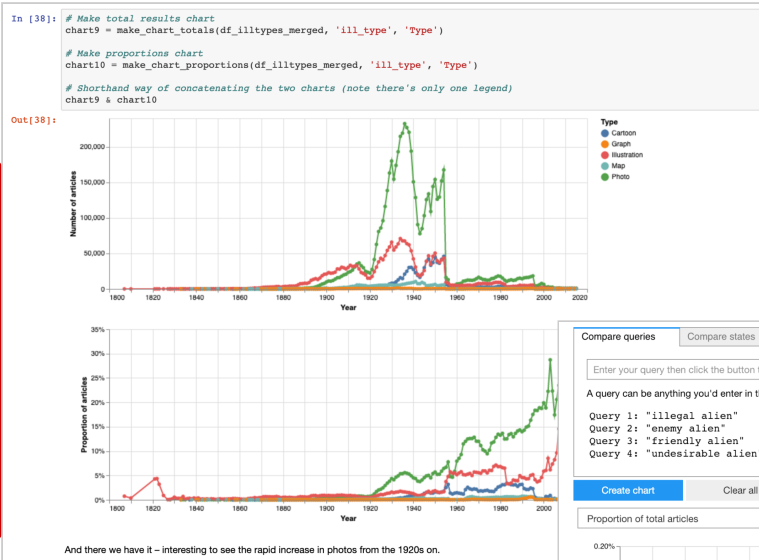 In [38]:
# Make total results chart
chart9 = make_chart_totals(df_illtypes_merged, 'ill_type', 'Type')
# Make proportions chart
chart10 = make_chart_proportions(df_illtypes_merged, 'ill_type', 'Type')
# Shorthand way of concatenating the two charts (note there's only one legend)
chart9 & chart10
Out[38]:
Number of articles
200,000
150,000
100,000
50,000
0
1800 1820 1840 1860 1880 1900 1920 1940 1960 1980 2000 2020
Year
Type
Cartoon
Graph
Illustration
Map
Photo
Proportion of articles
35%
30%
25%
20%
15%
10%
5%
0%
1800 1820 1840 1860 1880 1900 1920 1940 1960 1980 2000
Year
And there we have it – interesting to see the rapid increase in photos from the 1920s on.
Compare queries Compare states
Enter your query then click the button
A query can be anything you'd enter in
Query 1: "illegal alien"
Query 2: "enemy alien"
Query 3: "friendly alien"
Query 4: "undesirable alien
Create chart Clear all
Proportion of total articles
0.20%